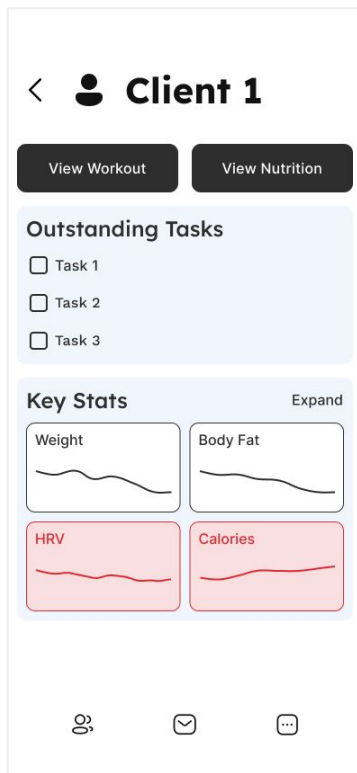 Client 1
View Workout
View Nutrition
Outstanding Tasks
Task 1
Task 2
Task 3
Key Stats
Expand
Weight
Body Fat
HRV
Calories